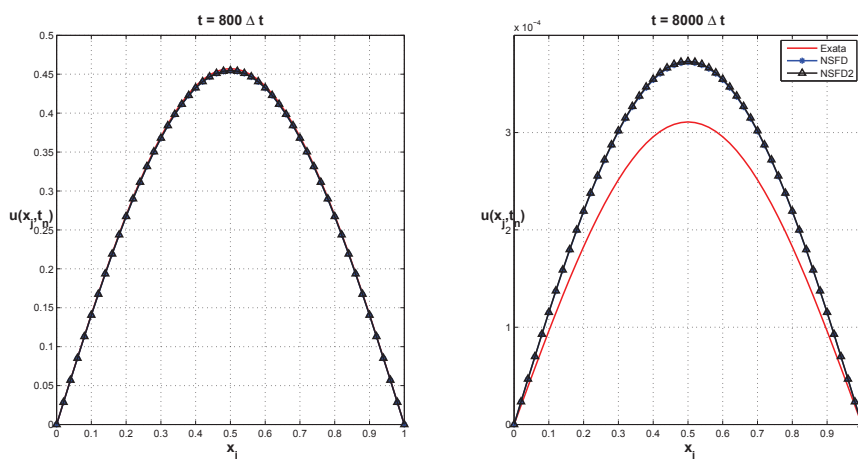 t = 800 Δ t
0.5
0.45
0.4
0.35
0.3
0.25
0.2
0.15
0.1
0.05
0
u(x_j,t_n)
0 0.1 0.2 0.3 0.4 0.5 0.6 0.7 0.8 0.9 1
x_j
t = 8000 Δ t
x 10^-4
Exata
NSFD
NSFD2
3
2
1
0
u(x_j,t_n)
0 0.1 0.2 0.3 0.4 0.5 0.6 0.7 0.8 0.9
x_j